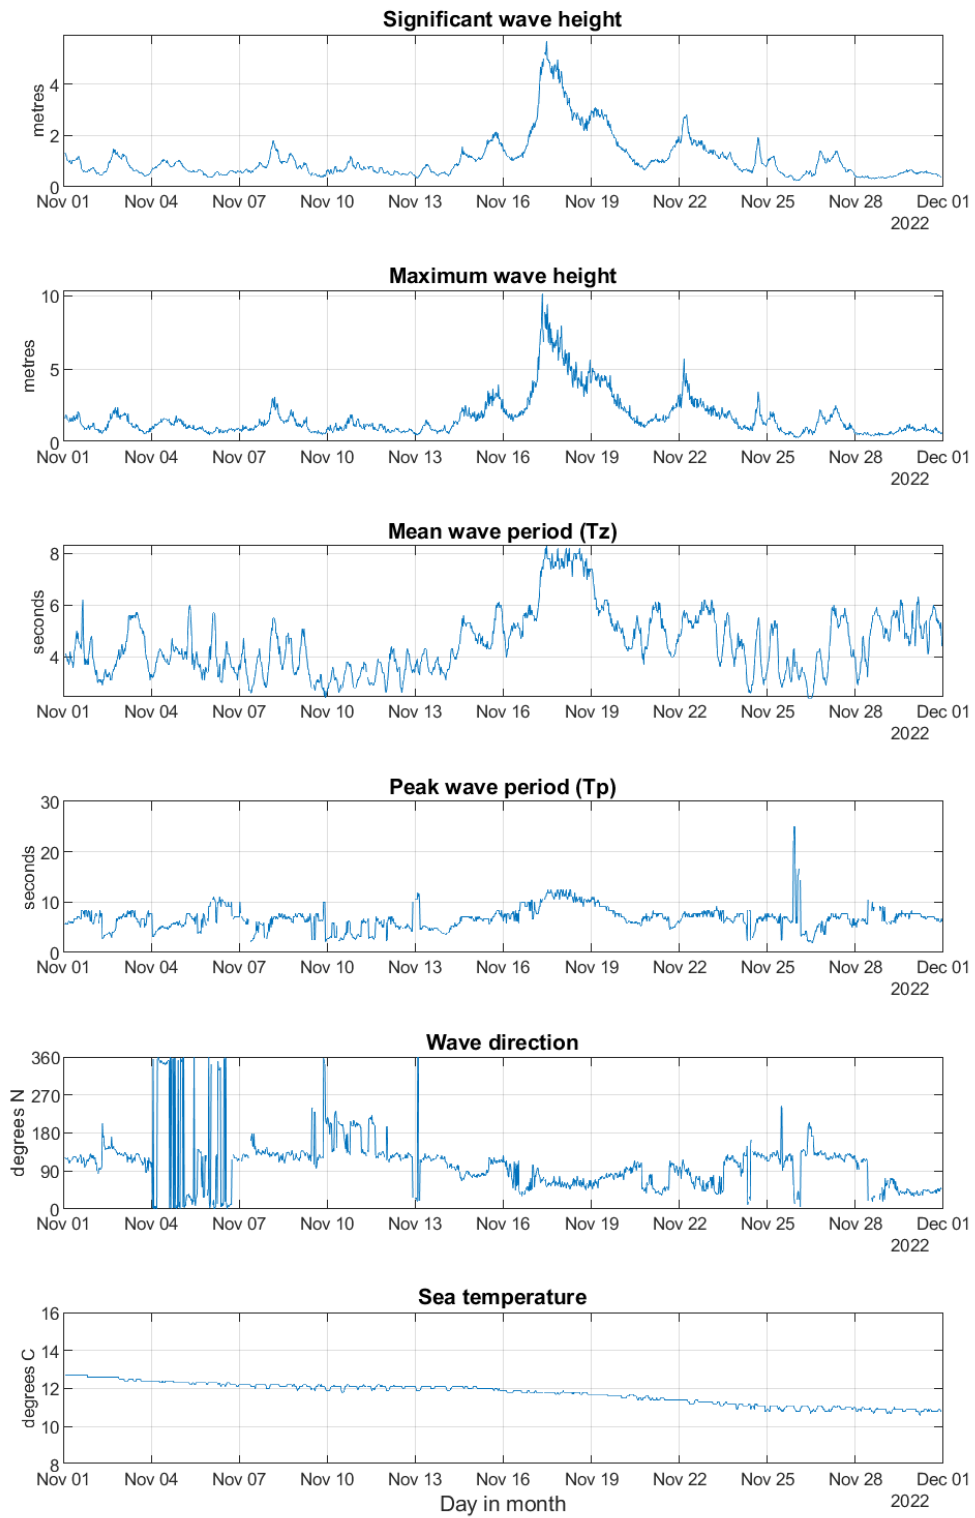 Significant wave height
metres
4
2
0
Nov 01 Nov 04 Nov 07 Nov 10 Nov 13 Nov 16 Nov 19 Nov 22 Nov 25 Nov 28 Dec 01
2022
Maximum wave height
metres
10
5
0
Nov 01 Nov 04 Nov 07 Nov 10 Nov 13 Nov 16 Nov 19 Nov 22 Nov 25 Nov 28 Dec 01
2022
Mean wave period (Tz)
seconds
8
6
4
Nov 01 Nov 04 Nov 07 Nov 10 Nov 13 Nov 16 Nov 19 Nov 22 Nov 25 Nov 28 Dec 01
2022
Peak wave period (Tp)
seconds
30
20
10
0
Nov 01 Nov 04 Nov 07 Nov 10 Nov 13 Nov 16 Nov 19 Nov 22 Nov 25 Nov 28 Dec 01
2022
Wave direction
degrees N
360
270
180
90
0
Nov 01 Nov 04 Nov 07 Nov 10 Nov 13 Nov 16 Nov 19 Nov 22 Nov 25 Nov 28 Dec 01
2022
Sea temperature
degrees C
16
14
12
10
8
Nov 01 Nov 04 Nov 07 Nov 10 Nov 13 Nov 16 Nov 19 Nov 22 Nov 25 Nov 28 Dec 01
Day in month
2022